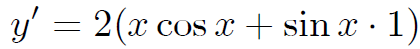 y′ = 2(x cos x + sin x · 1)